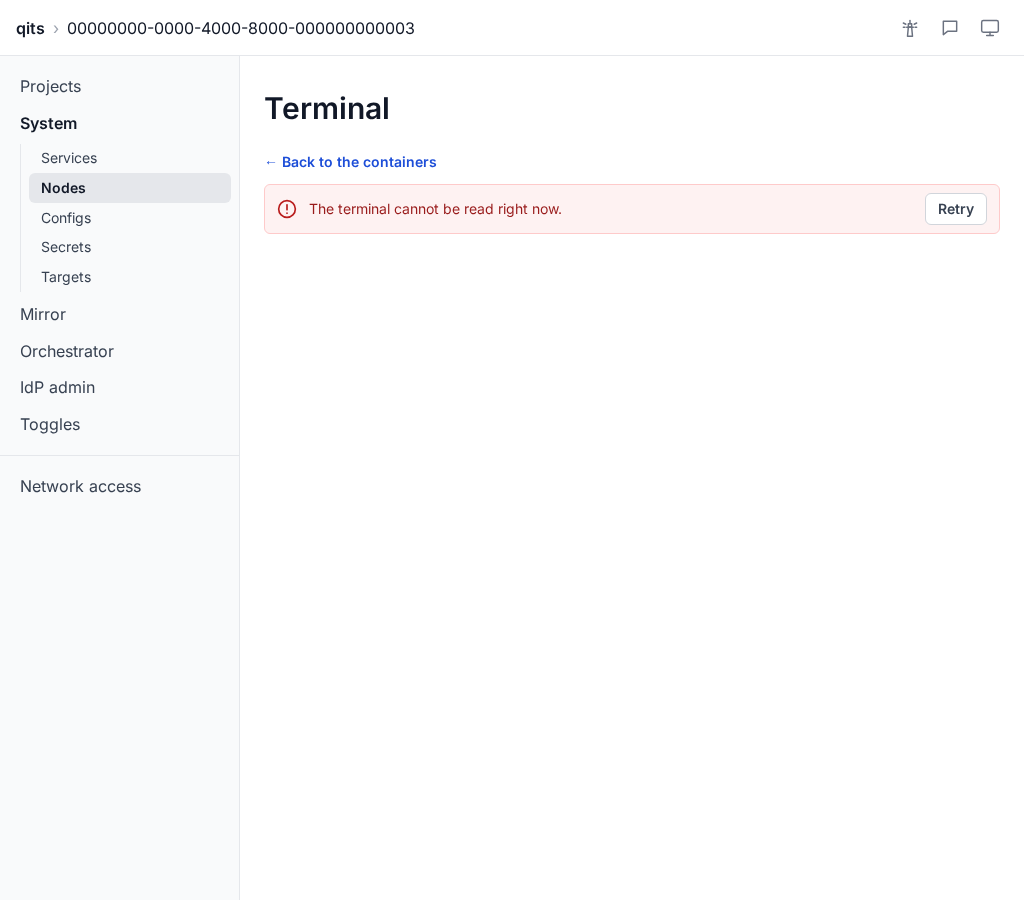 qits › 00000000-0000-4000-8000-000000000003
Projects
System
Services
Nodes
Configs
Secrets
Targets
Mirror
Orchestrator
IdP admin
Toggles
Network access
Terminal
← Back to the containers
The terminal cannot be read right now.
Retry